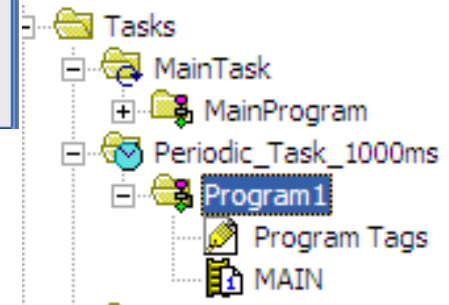 Tasks
MainTask
MainProgram
Periodic_Task_1000ms
Program1
Program Tags
MAIN